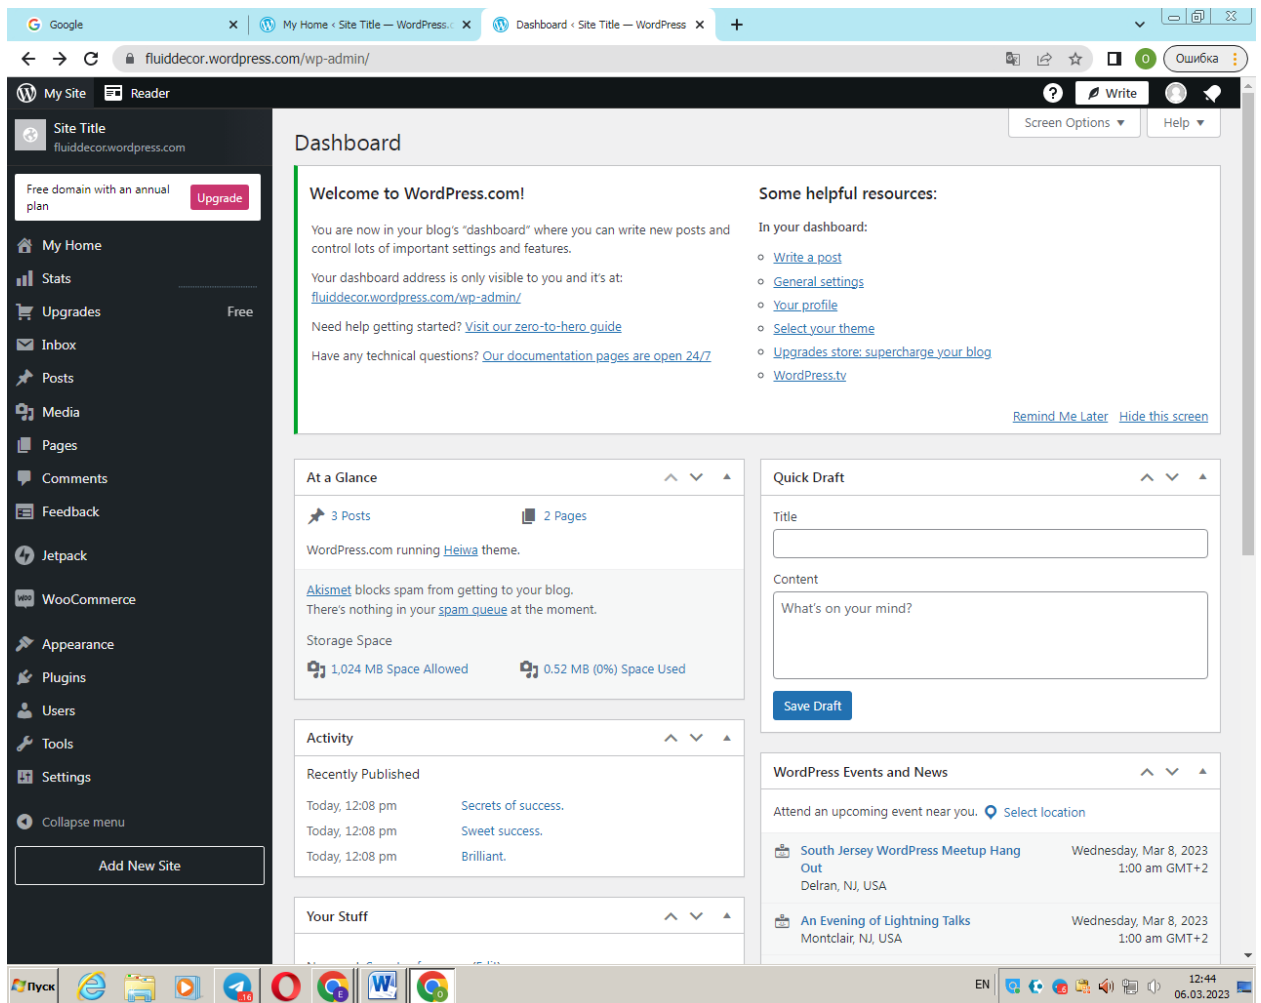 Google
My Home ‹ Site Title — WordPress.c
Dashboard ‹ Site Title — WordPress
fluiddecor.wordpress.com/wp-admin/
O
Ошибка
My Site
Reader
Write
Site Title
fluiddecor.wordpress.com
Screen Options
Help
Dashboard
Free domain with an annual
plan
Upgrade
My Home
Stats
Upgrades
Free
Inbox
Posts
Media
Pages
Comments
Feedback
Jetpack
WooCommerce
Appearance
Plugins
Users
Tools
Settings
Collapse menu
Add New Site
Welcome to WordPress.com!
You are now in your blog's “dashboard” where you can write new posts and
control lots of important settings and features.
Your dashboard address is only visible to you and it's at:
fluiddecor.wordpress.com/wp-admin/
Need help getting started? Visit our zero-to-hero guide
Have any technical questions? Our documentation pages are open 24/7
Some helpful resources:
In your dashboard:
Write a post
General settings
Your profile
Select your theme
Upgrades store: supercharge your blog
WordPress.tv
Remind Me Later Hide this screen
At a Glance
3 Posts
2 Pages
WordPress.com running Heiwa theme.
Akismet blocks spam from getting to your blog.
There's nothing in your spam queue at the moment.
Storage Space
1,024 MB Space Allowed
0.52 MB (0%) Space Used
Activity
Recently Published
Today, 12:08 pm Secrets of success.
Today, 12:08 pm Sweet success.
Today, 12:08 pm Brilliant.
Your Stuff
Quick Draft
Title
Content
What's on your mind?
Save Draft
WordPress Events and News
Attend an upcoming event near you. Select location
South Jersey WordPress Meetup Hang
Out
Delran, NJ, USA
Wednesday, Mar 8, 2023
1:00 am GMT+2
An Evening of Lightning Talks
Montclair, NJ, USA
Wednesday, Mar 8, 2023
1:00 am GMT+2
Пуск
16
EN
12:44
06.03.2023